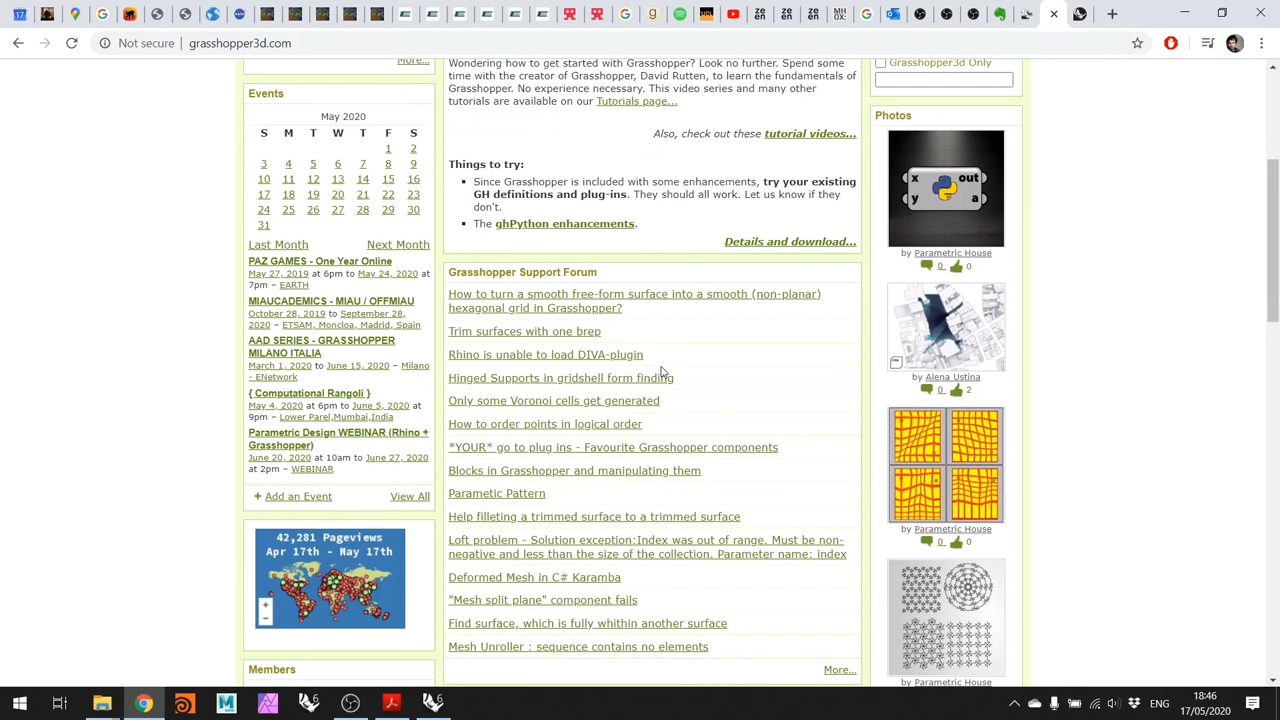 17
Not secure
grasshopper3d.com
More...
Events
May 2020
S M T W T F S
1 2
3 4 5 6 7 8 9
10 11 12 13 14 15 16
17 18 19 20 21 22 23
24 25 26 27 28 29 30
31
Last Month Next Month
PAZ GAMES - One Year Online
May 27, 2019 at 6pm to May 24, 2020 at
7pm – EARTH
MIAUCADEMICS - MIAU / OFFMIAU
October 28, 2019 to September 28,
2020 – ETSAM, Moncloa, Madrid, Spain
AAD SERIES - GRASSHOPPER
MILANO ITALIA
March 1, 2020 to June 15, 2020 – Milano
- ENetwork
{ Computational Rangoli }
May 4, 2020 at 6pm to June 5, 2020 at
9pm – Lower Parel,Mumbai,India
Parametric Design WEBINAR (Rhino +
Grasshopper)
June 20, 2020 at 10am to June 27, 2020
at 2pm – WEBINAR
+ Add an Event View All
42,281 Pageviews
Apr 17th - May 17th
+
−
Members
Wondering how to get started with Grasshopper? Look no further. Spend some
time with the creator of Grasshopper, David Rutten, to learn the fundamentals of
Grasshopper. No experience necessary. This video series and many other
tutorials are available on our Tutorials page...
Also, check out these tutorial videos...
Things to try:
Since Grasshopper is included with some enhancements, try your existing
GH definitions and plug-ins. They should all work. Let us know if they
don't.
The ghPython enhancements.
Details and download...
Grasshopper Support Forum
How to turn a smooth free-form surface into a smooth (non-planar)
hexagonal grid in Grasshopper?
Trim surfaces with one brep
Rhino is unable to load DIVA-plugin
Hinged Supports in gridshell form finding
Only some Voronoi cells get generated
How to order points in logical order
*YOUR* go to plug ins - Favourite Grasshopper components
Blocks in Grasshopper and manipulating them
Parametic Pattern
Help filleting a trimmed surface to a trimmed surface
Loft problem - Solution exception:Index was out of range. Must be non-
negative and less than the size of the collection. Parameter name: index
Deformed Mesh in C# Karamba
"Mesh split plane" component fails
Find surface, which is fully whithin another surface
Mesh Unroller : sequence contains no elements
More...
Grasshopper3d Only
Photos
x out
y a
by Parametric House
0 0
by Alena Ustina
0 2
by Parametric House
0 0
by Parametric House
ENG
18:46
17/05/2020